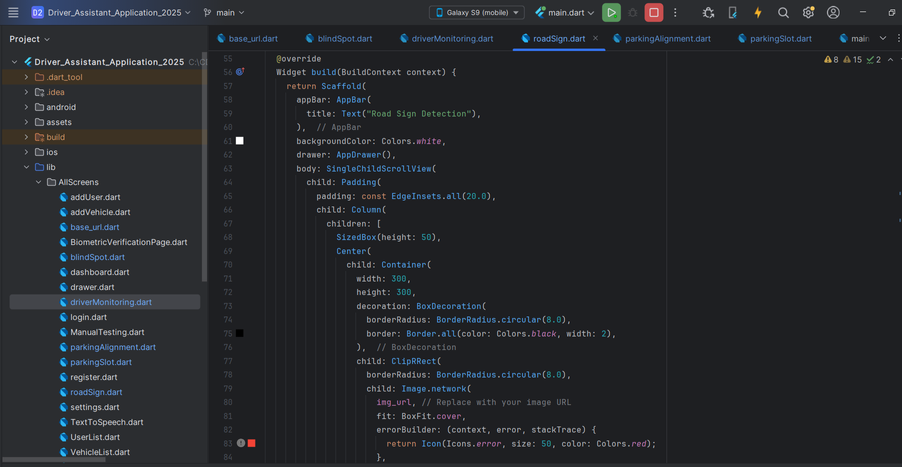 D2 Driver_Assistant_Application_2025 main Galaxy S9 (mobile) main.dart
Project
base_url.dart blindSpot.dart driverMonitoring.dart roadSign.dart parkingAlignment.dart parkingSlot.dart main
8 15 2
Driver_Assistant_Application_2025
.dart_tool
.idea
android
assets
build
ios
lib
AllScreens
addUser.dart
addVehicle.dart
base_url.dart
BiometricVerificationPage.dart
blindSpot.dart
dashboard.dart
drawer.dart
driverMonitoring.dart
login.dart
ManualTesting.dart
parkingAlignment.dart
parkingSlot.dart
register.dart
roadSign.dart
settings.dart
TextToSpeech.dart
UserList.dart
VehicleList.dart
55 @override
56 Widget build(BuildContext context) {
57 return Scaffold(
58 appBar: AppBar(
59 title: Text("Road Sign Detection"),
60 ), // AppBar
61 backgroundColor: Colors.white,
62 drawer: AppDrawer(),
63 body: SingleChildScrollView(
64 child: Padding(
65 padding: const EdgeInsets.all(20.0),
66 child: Column(
67 children: [
68 SizedBox(height: 50),
69 Center(
70 child: Container(
71 width: 300,
72 height: 300,
73 decoration: BoxDecoration(
74 borderRadius: BorderRadius.circular(8.0),
75 border: Border.all(color: Colors.black, width: 2),
76 ), // BoxDecoration
77 child: ClipRRect(
78 borderRadius: BorderRadius.circular(8.0),
79 child: Image.network(
80 img_url, // Replace with your image URL
81 fit: BoxFit.cover,
82 errorBuilder: (context, error, stackTrace) {
83 return Icon(Icons.error, size: 50, color: Colors.red);
84 },